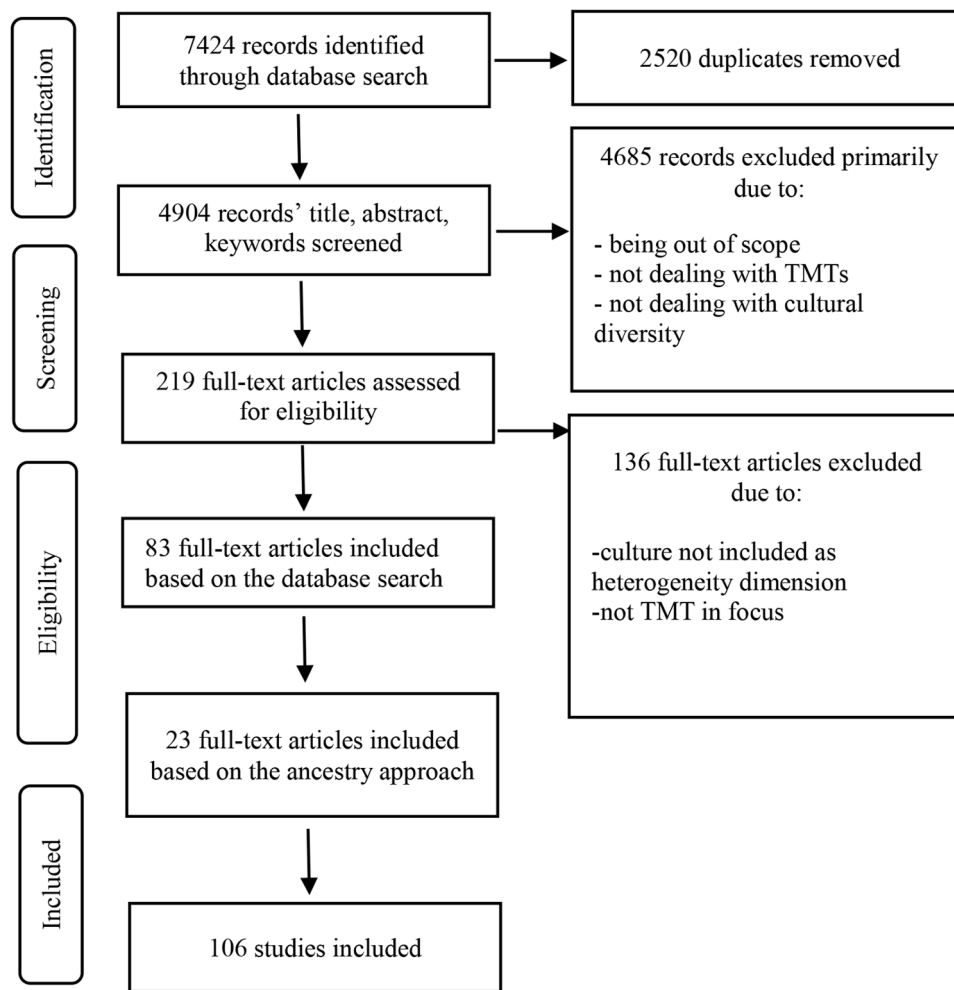 Identification
7424 records identified
through database search
2520 duplicates removed
4904 records’ title, abstract,
keywords screened
4685 records excluded primarily
due to:
- being out of scope
- not dealing with TMTs
- not dealing with cultural
diversity
Screening
219 full-text articles assessed
for eligibility
136 full-text articles excluded
due to:
-culture not included as
heterogeneity dimension
-not TMT in focus
Eligibility
83 full-text articles included
based on the database search
23 full-text articles included
based on the ancestry approach
Included
106 studies included